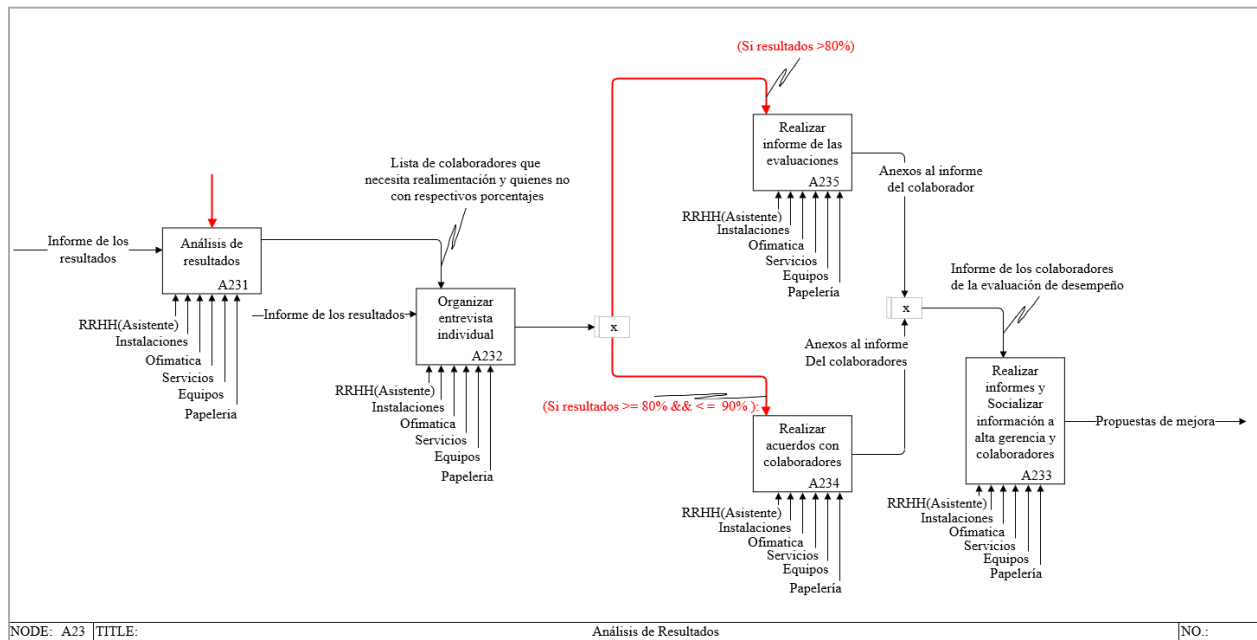 (Si resultados >80%)
Realizar
informe de las
evaluaciones
A235
RRHH(Asistente)
Instalaciones
Ofimatica
Servicios
Equipos
Papelería
Anexos al informe
del colaborador
Lista de colaboradores que
necesita realimentación y quienes no
con respectivos porcentajes
Informe de los
resultados
Análisis de
resultados
A231
RRHH(Asistente)
Instalaciones
Ofimatica
Servicios
Equipos
Papelería
Informe de los resultados
Organizar
entrevista
individual
A232
RRHH(Asistente)
Instalaciones
Ofimatica
Servicios
Equipos
Papelería
x
(Si resultados >= 80% && < = 90% ):
Realizar
acuerdos con
colaboradores
A234
RRHH(Asistente)
Instalaciones
Ofimatica
Servicios
Equipos
Papelería
Anexos al informe
Del colaboradores
x
Informe de los colaboradores
de la evaluación de desempeño
Realizar
informes y
Socializar
información a
alta gerencia y
colaboradores
A233
RRHH(Asistente)
Instalaciones
Ofimatica
Servicios
Equipos
Papelería
Propuestas de mejora
NODE: A23 TITLE: Análisis de Resultados NO.: